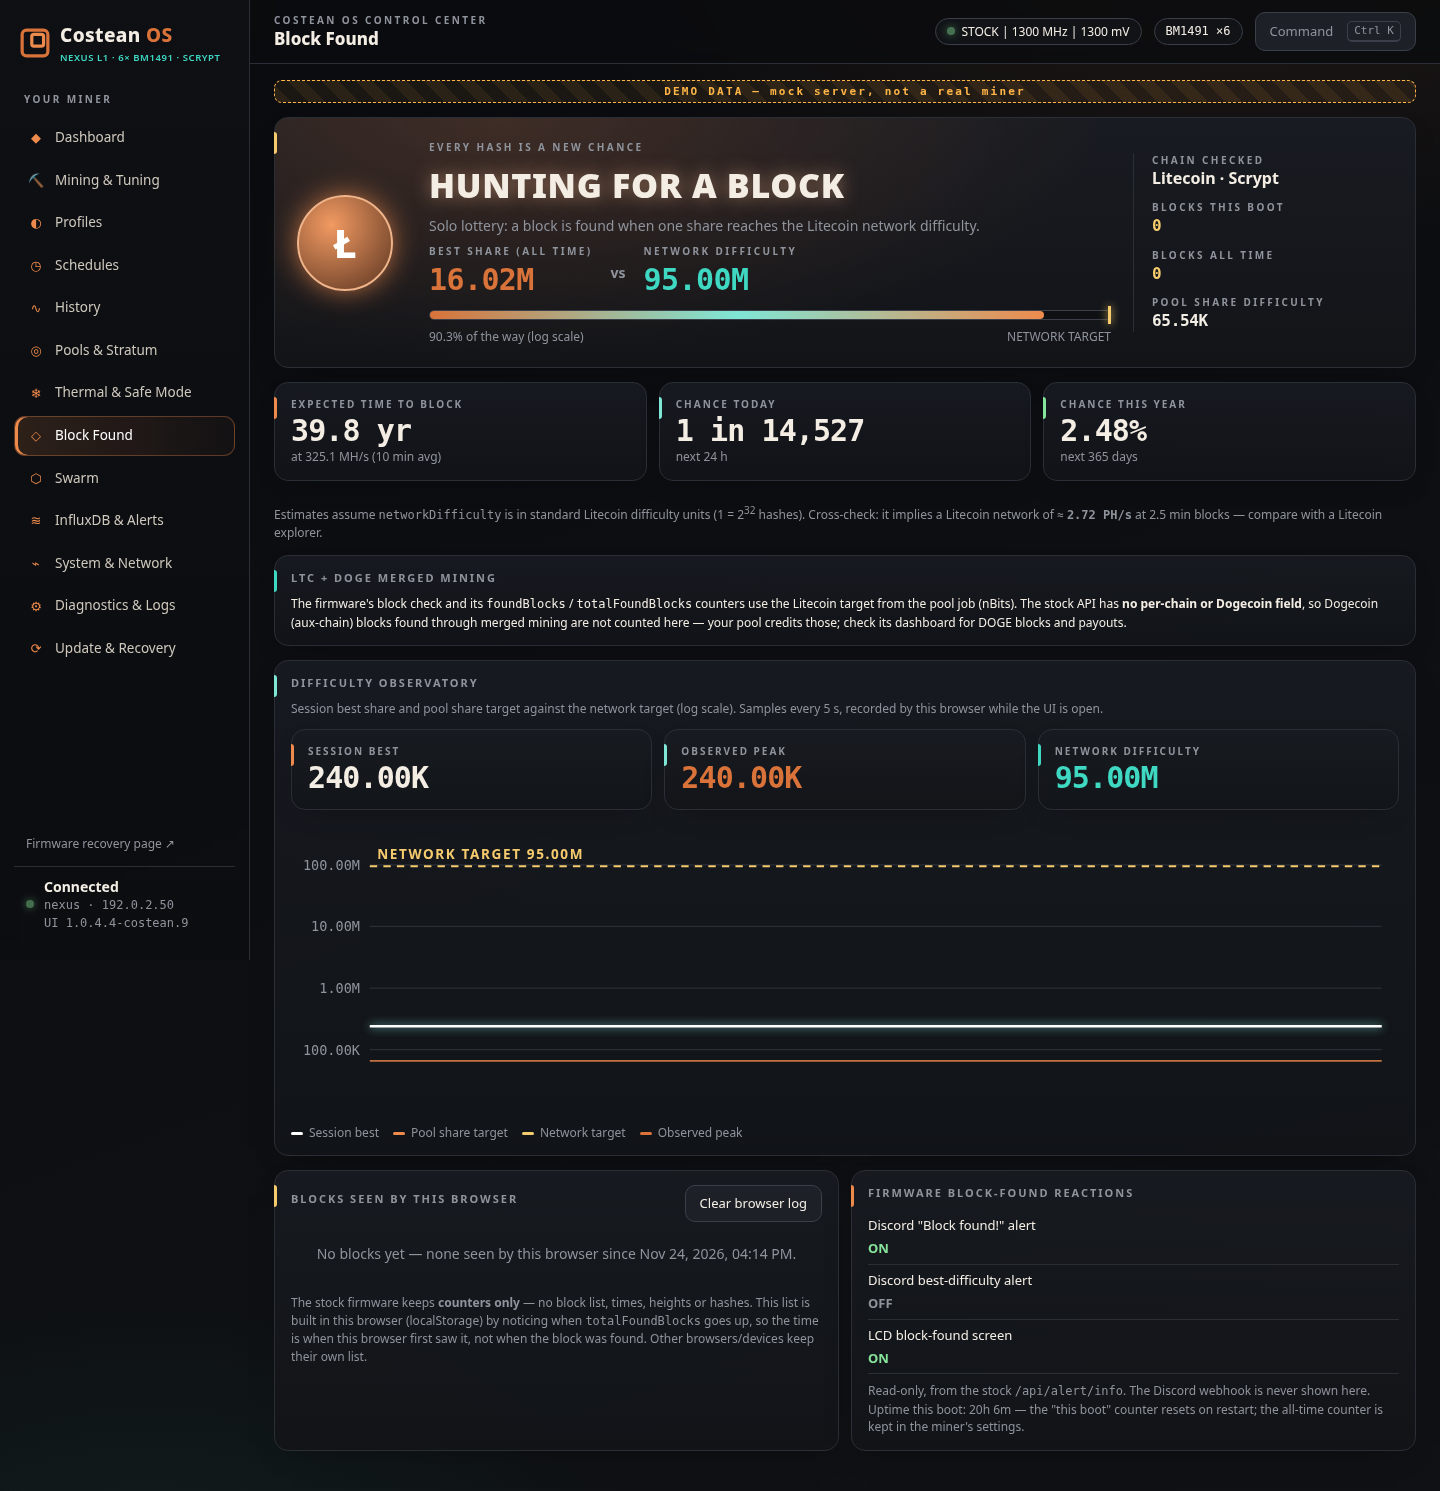 Costean OS
NEXUS L1 · 6× BM1491 · SCRYPT
YOUR MINER
Dashboard
Mining & Tuning
Profiles
Schedules
History
Pools & Stratum
Thermal & Safe Mode
Block Found
Swarm
InfluxDB & Alerts
System & Network
Diagnostics & Logs
Update & Recovery
Firmware recovery page ↗
Connected
nexus · 192.0.2.50
UI 1.0.4.4-costean.9
COSTEAN OS CONTROL CENTER
Block Found
STOCK | 1300 MHz | 1300 mV
BM1491 ×6
Command Ctrl K
DEMO DATA — mock server, not a real miner
Ł
EVERY HASH IS A NEW CHANCE
HUNTING FOR A BLOCK
Solo lottery: a block is found when one share reaches the Litecoin network difficulty.
BEST SHARE (ALL TIME)
16.02M
vs
NETWORK DIFFICULTY
95.00M
90.3% of the way (log scale)
NETWORK TARGET
CHAIN CHECKED
Litecoin · Scrypt
BLOCKS THIS BOOT
0
BLOCKS ALL TIME
0
POOL SHARE DIFFICULTY
65.54K
EXPECTED TIME TO BLOCK
39.8 yr
at 325.1 MH/s (10 min avg)
CHANCE TODAY
1 in 14,527
next 24 h
CHANCE THIS YEAR
2.48%
next 365 days
Estimates assume networkDifficulty is in standard Litecoin difficulty units (1 = 2^32 hashes). Cross-check: it implies a Litecoin network of ≈ 2.72 PH/s at 2.5 min blocks — compare with a Litecoin
explorer.
LTC + DOGE MERGED MINING
The firmware's block check and its foundBlocks / totalFoundBlocks counters use the Litecoin target from the pool job (nBits). The stock API has no per-chain or Dogecoin field, so Dogecoin
(aux-chain) blocks found through merged mining are not counted here — your pool credits those; check its dashboard for DOGE blocks and payouts.
DIFFICULTY OBSERVATORY
Session best share and pool share target against the network target (log scale). Samples every 5 s, recorded by this browser while the UI is open.
SESSION BEST
240.00K
OBSERVED PEAK
240.00K
NETWORK DIFFICULTY
95.00M
NETWORK TARGET 95.00M
100.00M
10.00M
1.00M
100.00K
Session best
Pool share target
Network target
Observed peak
BLOCKS SEEN BY THIS BROWSER
Clear browser log
No blocks yet — none seen by this browser since Nov 24, 2026, 04:14 PM.
The stock firmware keeps counters only — no block list, times, heights or hashes. This list is
built in this browser (localStorage) by noticing when totalFoundBlocks goes up, so the time
is when this browser first saw it, not when the block was found. Other browsers/devices keep
their own list.
FIRMWARE BLOCK-FOUND REACTIONS
Discord "Block found!" alert
ON
Discord best-difficulty alert
OFF
LCD block-found screen
ON
Read-only, from the stock /api/alert/info. The Discord webhook is never shown here.
Uptime this boot: 20h 6m — the "this boot" counter resets on restart; the all-time counter is
kept in the miner's settings.